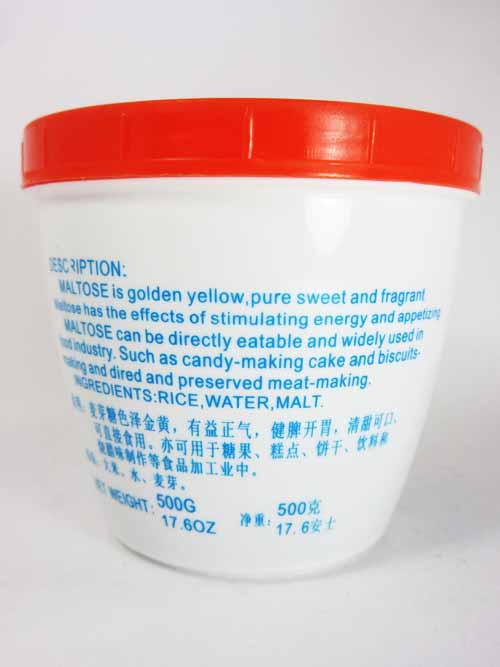 DESCRIPTION:
MALTOSE is golden yellow,pure sweet and fragrant
Maltose has the effects of stimulating energy and appetizing
MALTOSE can be directly eatable and widely used in
food industry. Such as candy-making cake and biscuits-
making and dired and preserved meat-making.
INGREDIENTS:RICE,WATER,MALT.
麦芽糖色泽金黄，有益正气，健脾开胃，清甜可口，
可直接食用。亦可用于糖果、糕点、饼干、饮料和
烧腊味制作等食品加工业中。
大米、水、麦芽。
NET WEIGHT: 500G 净重: 500克
17.6OZ 17.6安士